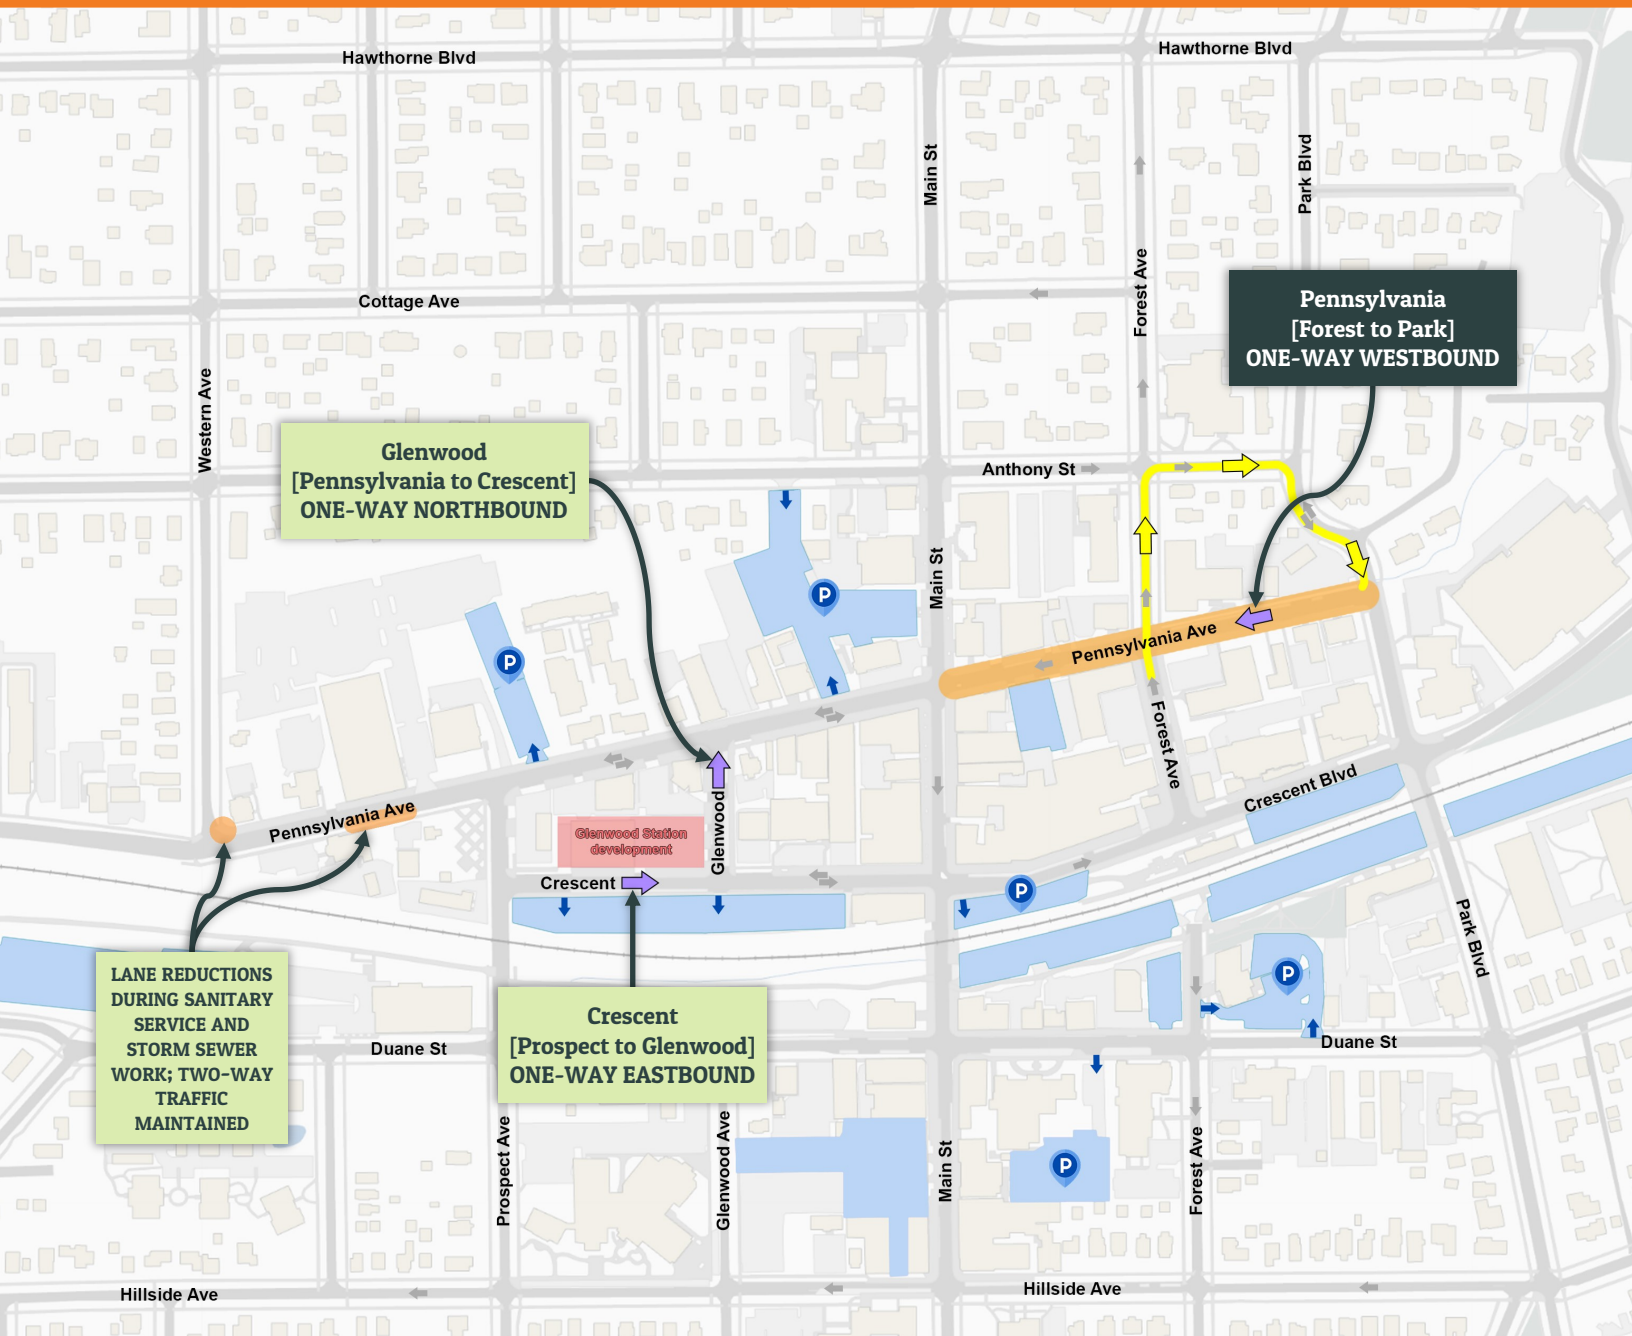 Hawthorne Blvd
Hawthorne Blvd
Main St
Park Blvd
Forest Ave
Cottage Ave
Pennsylvania
[Forest to Park]
ONE-WAY WESTBOUND
Western Ave
Glenwood
[Pennsylvania to Crescent]
ONE-WAY NORTHBOUND
Anthony St
Main St
P
P
Pennsylvania Ave
Forest Ave
Pennsylvania Ave
Glenwood Station
development
Glenwood
Crescent Blvd
Crescent
P
Park Blvd
LANE REDUCTIONS
DURING SANITARY
SERVICE AND
STORM SEWER
WORK; TWO-WAY
TRAFFIC
MAINTAINED
P
Crescent
[Prospect to Glenwood]
ONE-WAY EASTBOUND
Duane St
Duane St
Prospect Ave
Glenwood Ave
Main St
P
Forest Ave
Hillside Ave
Hillside Ave